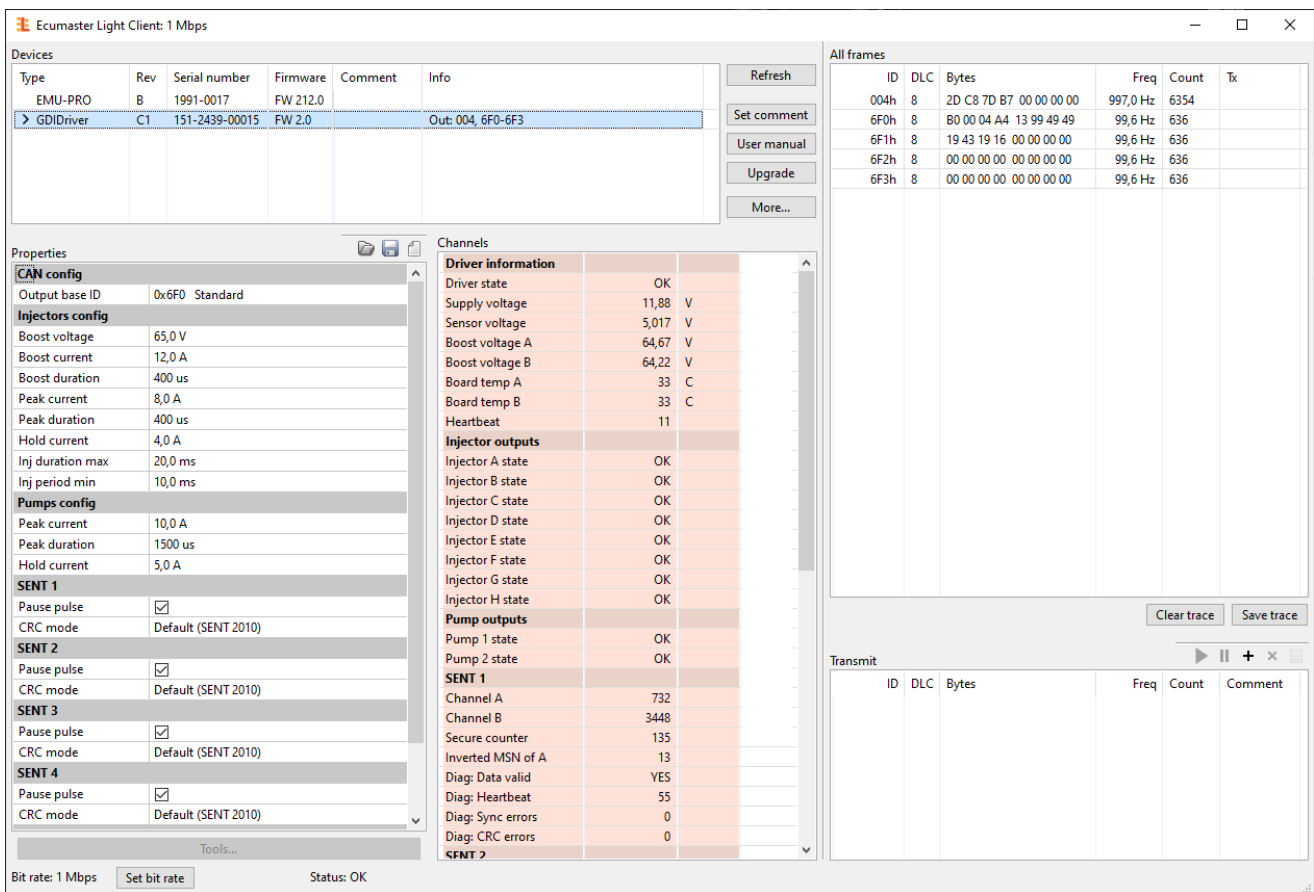 Ecumaster Light Client: 1 Mbps
Devices
Type Rev Serial number Firmware Comment Info
EMU-PRO B 1991-0017 FW 212.0
GDIDriver C1 151-2439-00015 FW 2.0 Out: 004, 6F0-6F3
Refresh
Set comment
User manual
Upgrade
More...
Properties
CAN config
Output base ID 0x6F0 Standard
Injectors config
Boost voltage 65,0 V
Boost current 12,0 A
Boost duration 400 us
Peak current 8,0 A
Peak duration 400 us
Hold current 4,0 A
Inj duration max 20,0 ms
Inj period min 10,0 ms
Pumps config
Peak current 10,0 A
Peak duration 1500 us
Hold current 5,0 A
SENT 1
Pause pulse
CRC mode Default (SENT 2010)
SENT 2
Pause pulse
CRC mode Default (SENT 2010)
SENT 3
Pause pulse
CRC mode Default (SENT 2010)
SENT 4
Pause pulse
CRC mode Default (SENT 2010)
Tools...
Channels
Driver information
Driver state OK
Supply voltage 11,88 V
Sensor voltage 5,017 V
Boost voltage A 64,67 V
Boost voltage B 64,22 V
Board temp A 33 C
Board temp B 33 C
Heartbeat 11
Injector outputs
Injector A state OK
Injector B state OK
Injector C state OK
Injector D state OK
Injector E state OK
Injector F state OK
Injector G state OK
Injector H state OK
Pump outputs
Pump 1 state OK
Pump 2 state OK
SENT 1
Channel A 732
Channel B 3448
Secure counter 135
Inverted MSN of A 13
Diag: Data valid YES
Diag: Heartbeat 55
Diag: Sync errors 0
Diag: CRC errors 0
SENT 2
All frames
ID DLC Bytes Freq Count Tx
004h 8 2D C8 7D B7 00 00 00 00 997,0 Hz 6354
6F0h 8 B0 00 04 A4 13 99 49 49 99,6 Hz 636
6F1h 8 19 43 19 16 00 00 00 00 99,6 Hz 636
6F2h 8 00 00 00 00 00 00 00 00 99,6 Hz 636
6F3h 8 00 00 00 00 00 00 00 00 99,6 Hz 636
Clear trace Save trace
Transmit
ID DLC Bytes Freq Count Comment
Bit rate: 1 Mbps Set bit rate Status: OK